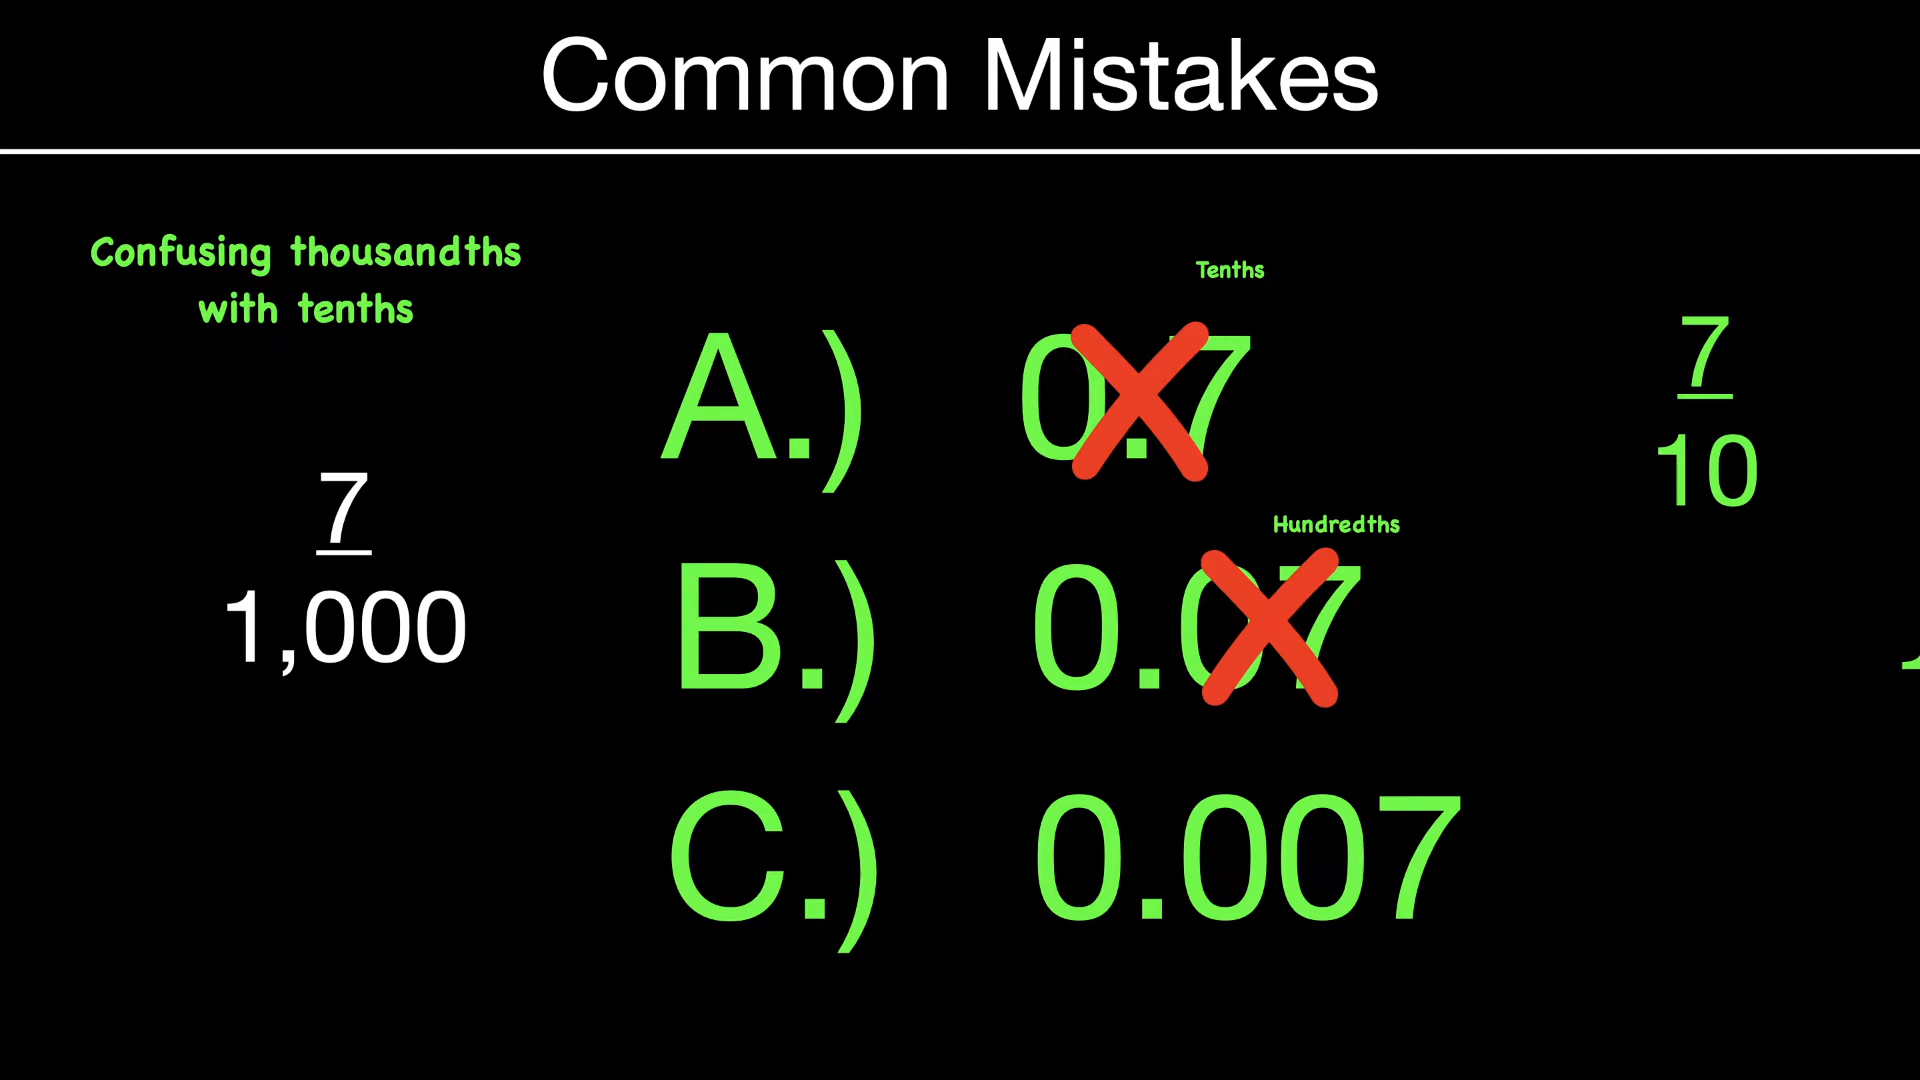 Common Mistakes
Confusing thousandths
with tenths
7
1,000
Tenths
A.) 0.7
Hundredths
B.) 0.07
C.) 0.007
7
10